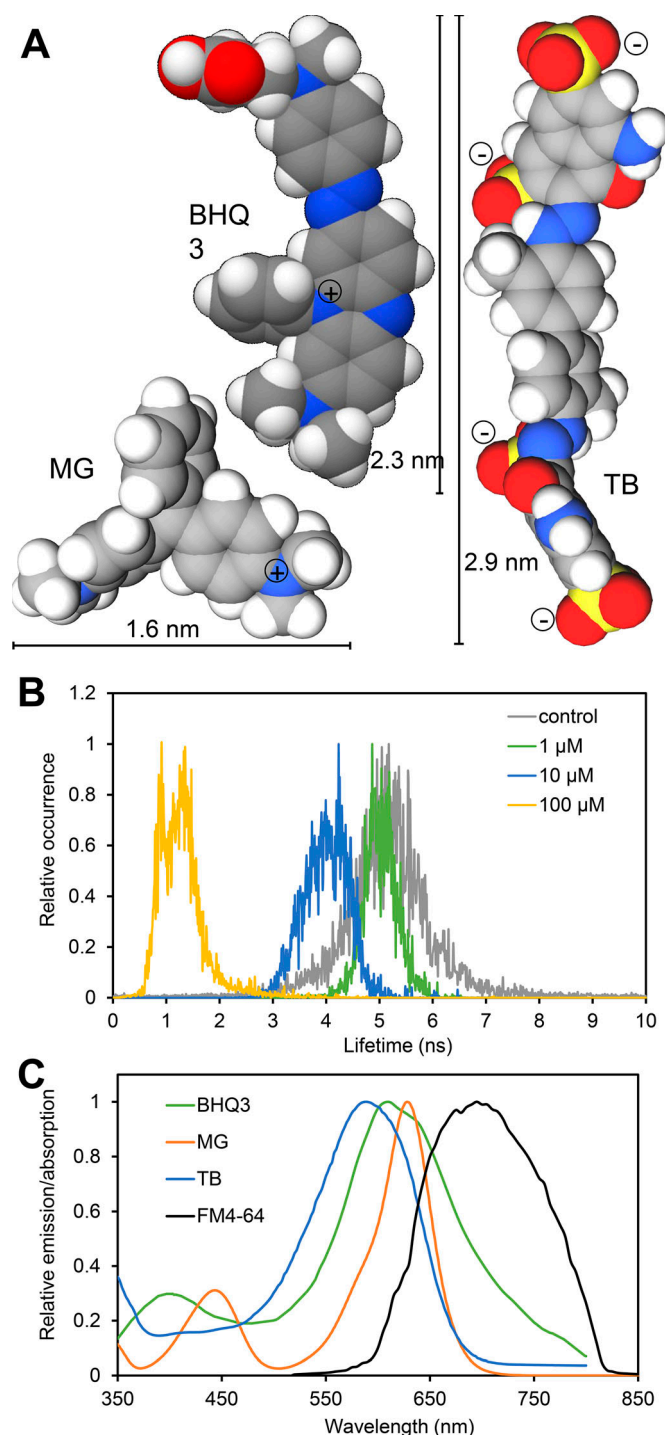 A
BHQ
3
+
2.3 nm
MG
+
1.6 nm
-
-
-
TB
2.9 nm
-
B
1.2
1
0.8
0.6
0.4
0.2
0
Relative occurrence
control
1 µM
10 µM
100 µM
0 1 2 3 4 5 6 7 8 9 10
Lifetime (ns)
C
1
0.8
0.6
0.4
0.2
0
Relative emission/absorption
BHQ3
MG
TB
FM4-64
350 450 550 650 750 850
Wavelength (nm)